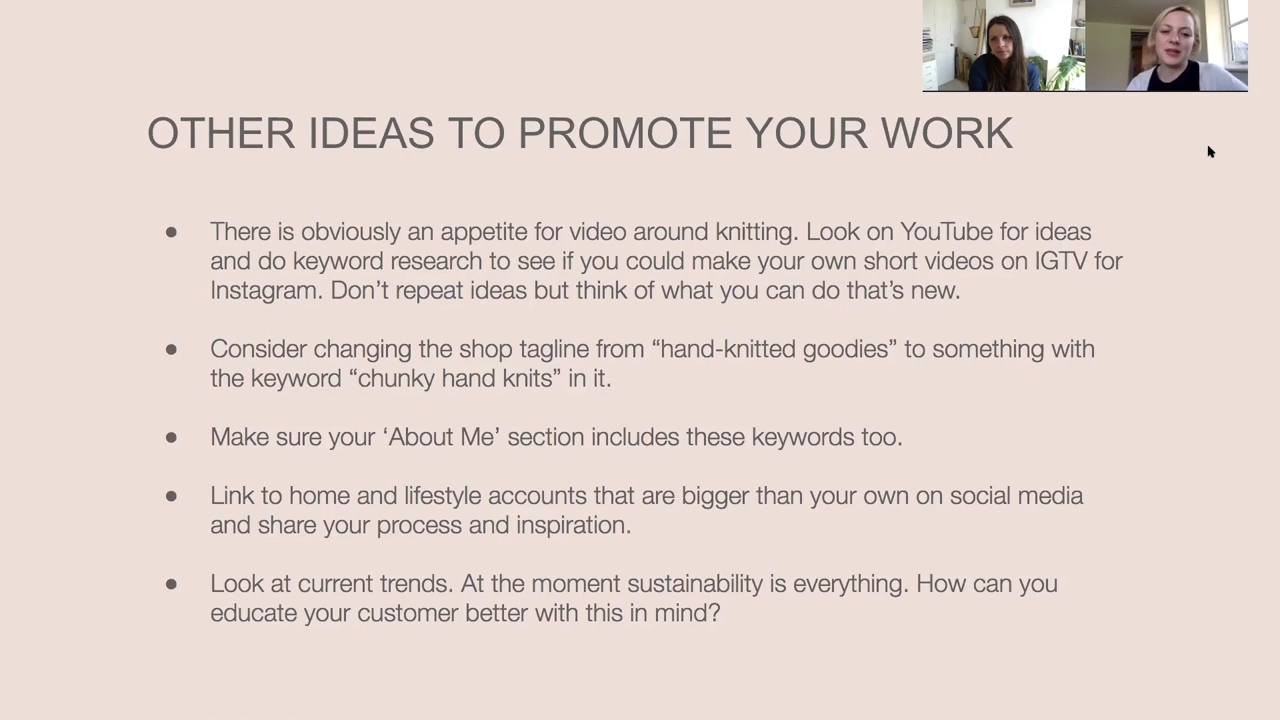 OTHER IDEAS TO PROMOTE YOUR WORK
● There is obviously an appetite for video around knitting. Look on YouTube for ideas
and do keyword research to see if you could make your own short videos on IGTV for
Instagram. Don’t repeat ideas but think of what you can do that’s new.
● Consider changing the shop tagline from “hand-knitted goodies” to something with
the keyword “chunky hand knits” in it.
● Make sure your ‘About Me’ section includes these keywords too.
● Link to home and lifestyle accounts that are bigger than your own on social media
and share your process and inspiration.
● Look at current trends. At the moment sustainability is everything. How can you
educate your customer better with this in mind?